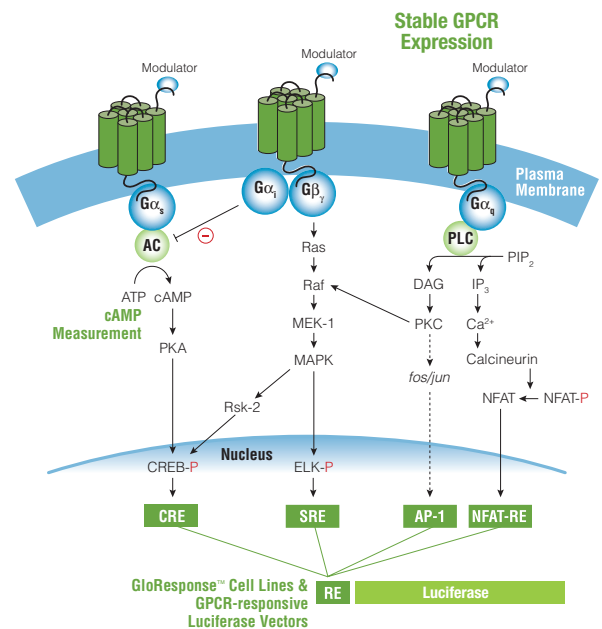 Stable GPCR
Expression
Modulator
Modulator
Modulator
Plasma
Membrane
Gαs
Gαi
Gβγ
Gαq
AC
PLC
PIP2
Ras
ATP cAMP
cAMP
Measurement
Raf
DAG
IP3
MEK-1
PKC
Ca2+
PKA
MAPK
Calcineurin
fos/jun
Rsk-2
NFAT
NFAT-P
Nucleus
CREB-P
ELK-P
CRE
SRE
AP-1
NFAT-RE
GloResponse™ Cell Lines &
GPCR-responsive
Luciferase Vectors
RE
Luciferase